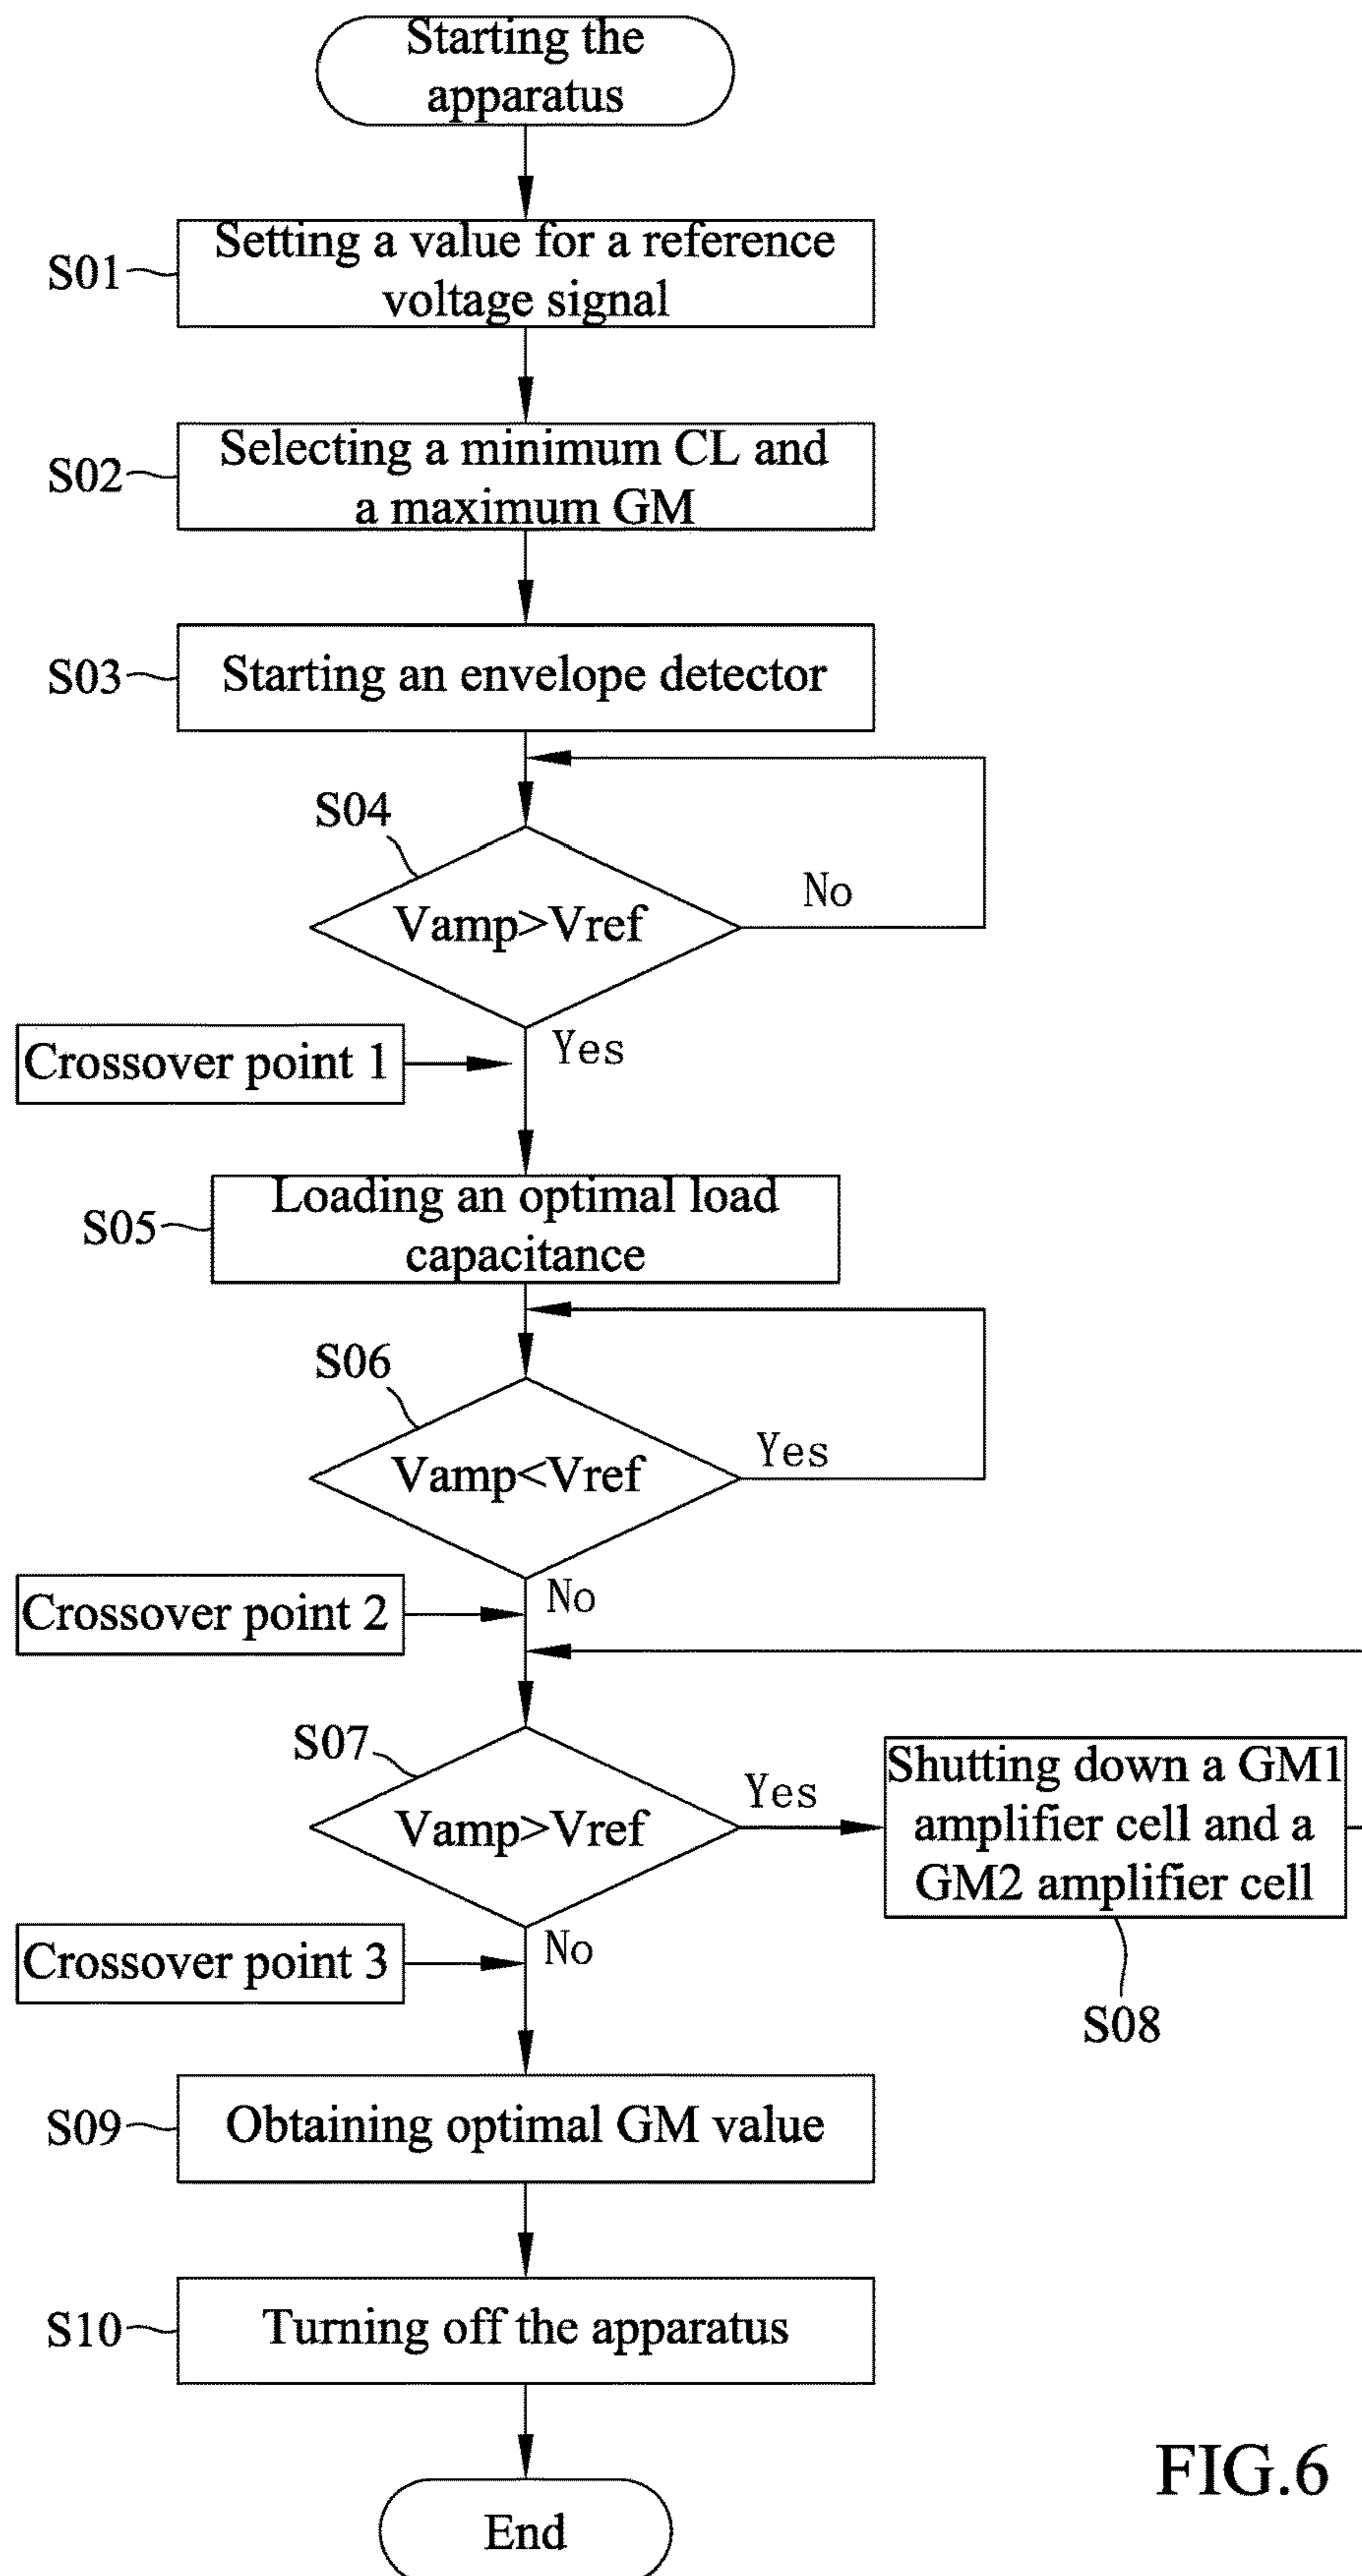 Starting the
apparatus
S01
Setting a value for a reference
voltage signal
S02
Selecting a minimum CL and
a maximum GM
S03
Starting an envelope detector
S04
Vamp>Vref
No
Yes
Crossover point 1
S05
Loading an optimal load
capacitance
S06
Vamp<Vref
Yes
No
Crossover point 2
S07
Vamp>Vref
Yes
Shutting down a GM1
amplifier cell and a
GM2 amplifier cell
S08
No
Crossover point 3
S09
Obtaining optimal GM value
S10
Turning off the apparatus
End
FIG.6